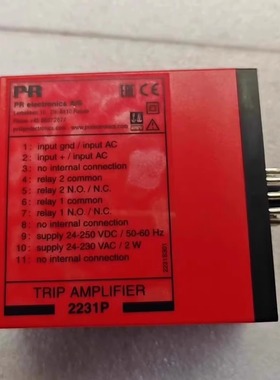 PR
PR electronics A/S
1: input gnd / input AC
2: input + / input AC
3: no internal connection
4: relay 2 common
5: relay 2 N.O. / N.C.
6: relay 1 common
7: relay 1 N.O. / N.C.
8: no internal connection
9: supply 24-250 VDC / 50-60 Hz
10: supply 24-230 VAC / 2 W
11: no internal connection
TRIP AMPLIFIER
2231P